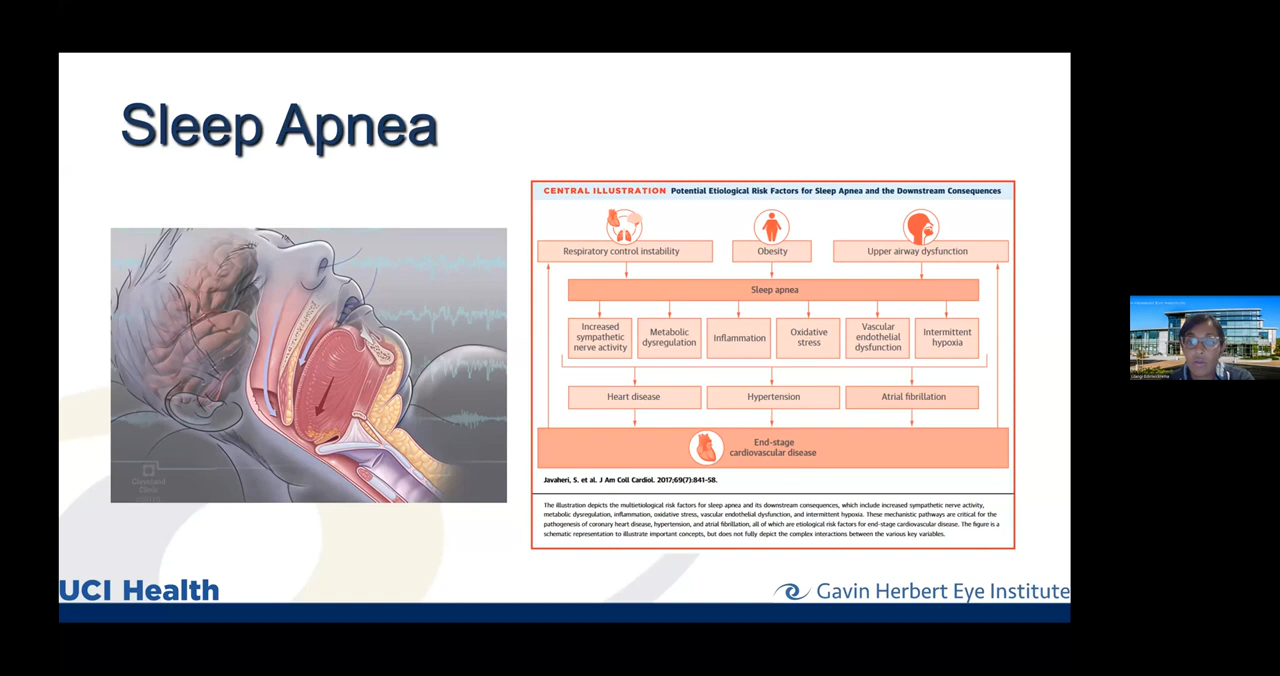 Sleep Apnea
Cleveland
Clinic
CENTRAL ILLUSTRATION Potential Etiological Risk Factors for Sleep Apnea and the Downstream Consequences
Respiratory control instability
Obesity
Upper airway dysfunction
Sleep apnea
Increased
sympathetic
nerve activity
Metabolic
dysregulation
Inflammation
Oxidative
stress
Vascular
endothelial
dysfunction
Intermittent
hypoxia
Heart disease
Hypertension
Atrial fibrillation
End-stage
cardiovascular disease
Javaheri, S. et al. J Am Coll Cardiol. 2017;69(7):841-58.
The illustration depicts the multietiological risk factors for sleep apnea and its downstream consequences, which include increased sympathetic nerve activity,
metabolic dysregulation, inflammation, oxidative stress, vascular endothelial dysfunction, and intermittent hypoxia. These mechanistic pathways are critical for the
pathogenesis of coronary heart disease, hypertension, and atrial fibrillation, all of which are etiological risk factors for end-stage cardiovascular disease. The figure is a
schematic representation to illustrate important concepts, but does not fully depict the complex interactions between the various key variables.
UCI Health
Gavin Herbert Eye Institute